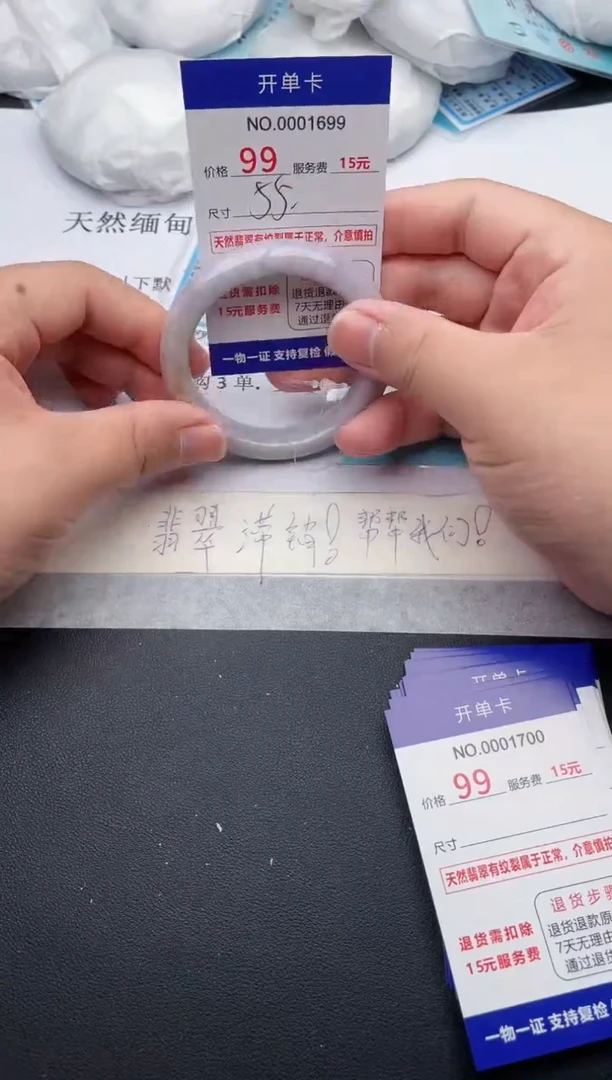 开单卡
NO.0001699
价格 99 服务费 15元
尺寸 55.
天然翡翠有纹裂属于正常，介意慎拍
货需扣除
15元服务费
退货退
7天无理由
通过退
一物一证 支持复检
天然缅甸
以下默
购3单.
翡翠滞销！帮帮我们！
开单卡
开单卡
NO.0001700
价格 99 服务费 15元
尺寸
天然翡翠有纹裂属于正常，介意慎拍
退货需扣除
15元服务费
退货步骤
退货退款原
7天无理由
通过退货
一物一证 支持复检